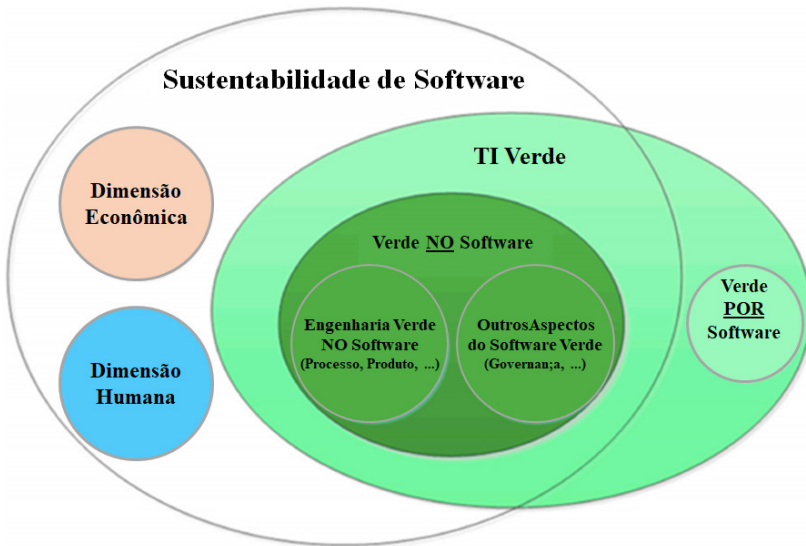 Sustentabilidade de Software
TI Verde
Dimensão
Econômica
Verde NO Software
Verde
POR
Software
Engenharia Verde
NO Software
(Processo, Produto, ...)
OutrosAspectos
do Software Verde
(Governan;a, ...)
Dimensão
Humana